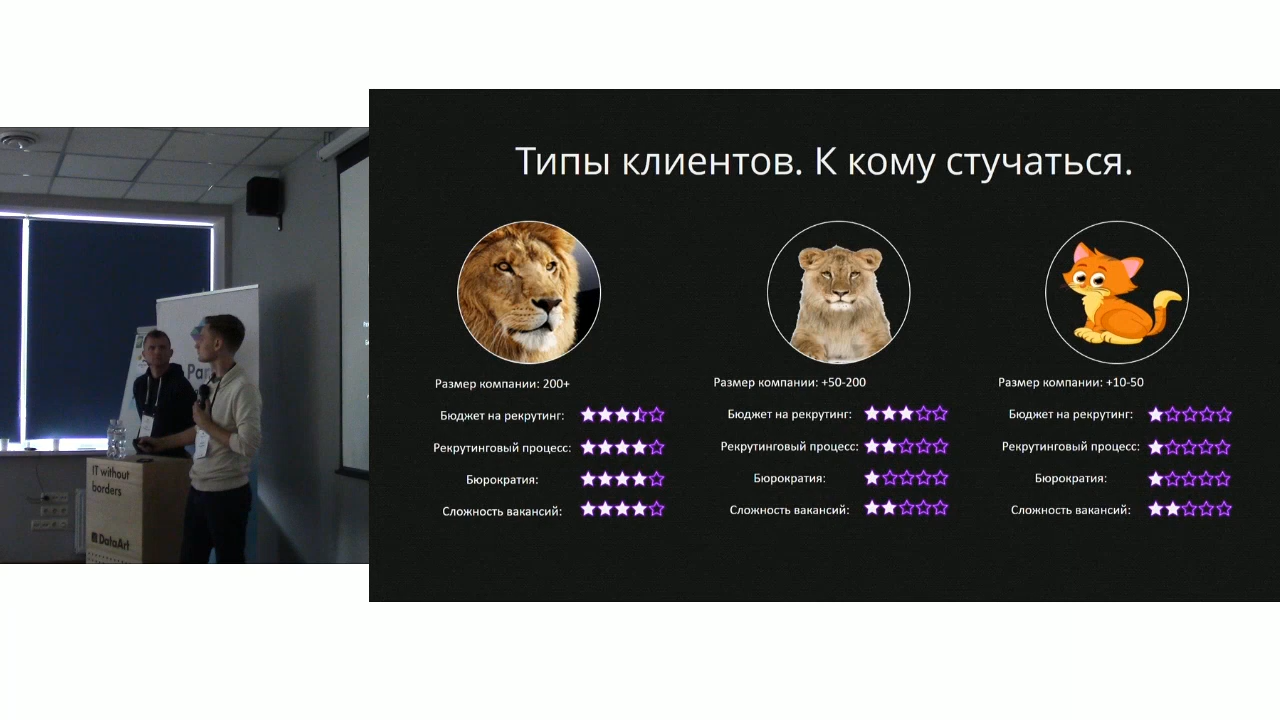 Типы клиентов. К кому стучаться.
Размер компании: 200+
Бюджет на рекрутинг:
Рекрутинговый процесс:
Бюрократия:
Сложность вакансий:
Размер компании: +50-200
Бюджет на рекрутинг:
Рекрутинговый процесс:
Бюрократия:
Сложность вакансий:
Размер компании: +10-50
Бюджет на рекрутинг:
Рекрутинговый процесс:
Бюрократия:
Сложность вакансий:
IT without
borders
DataArt